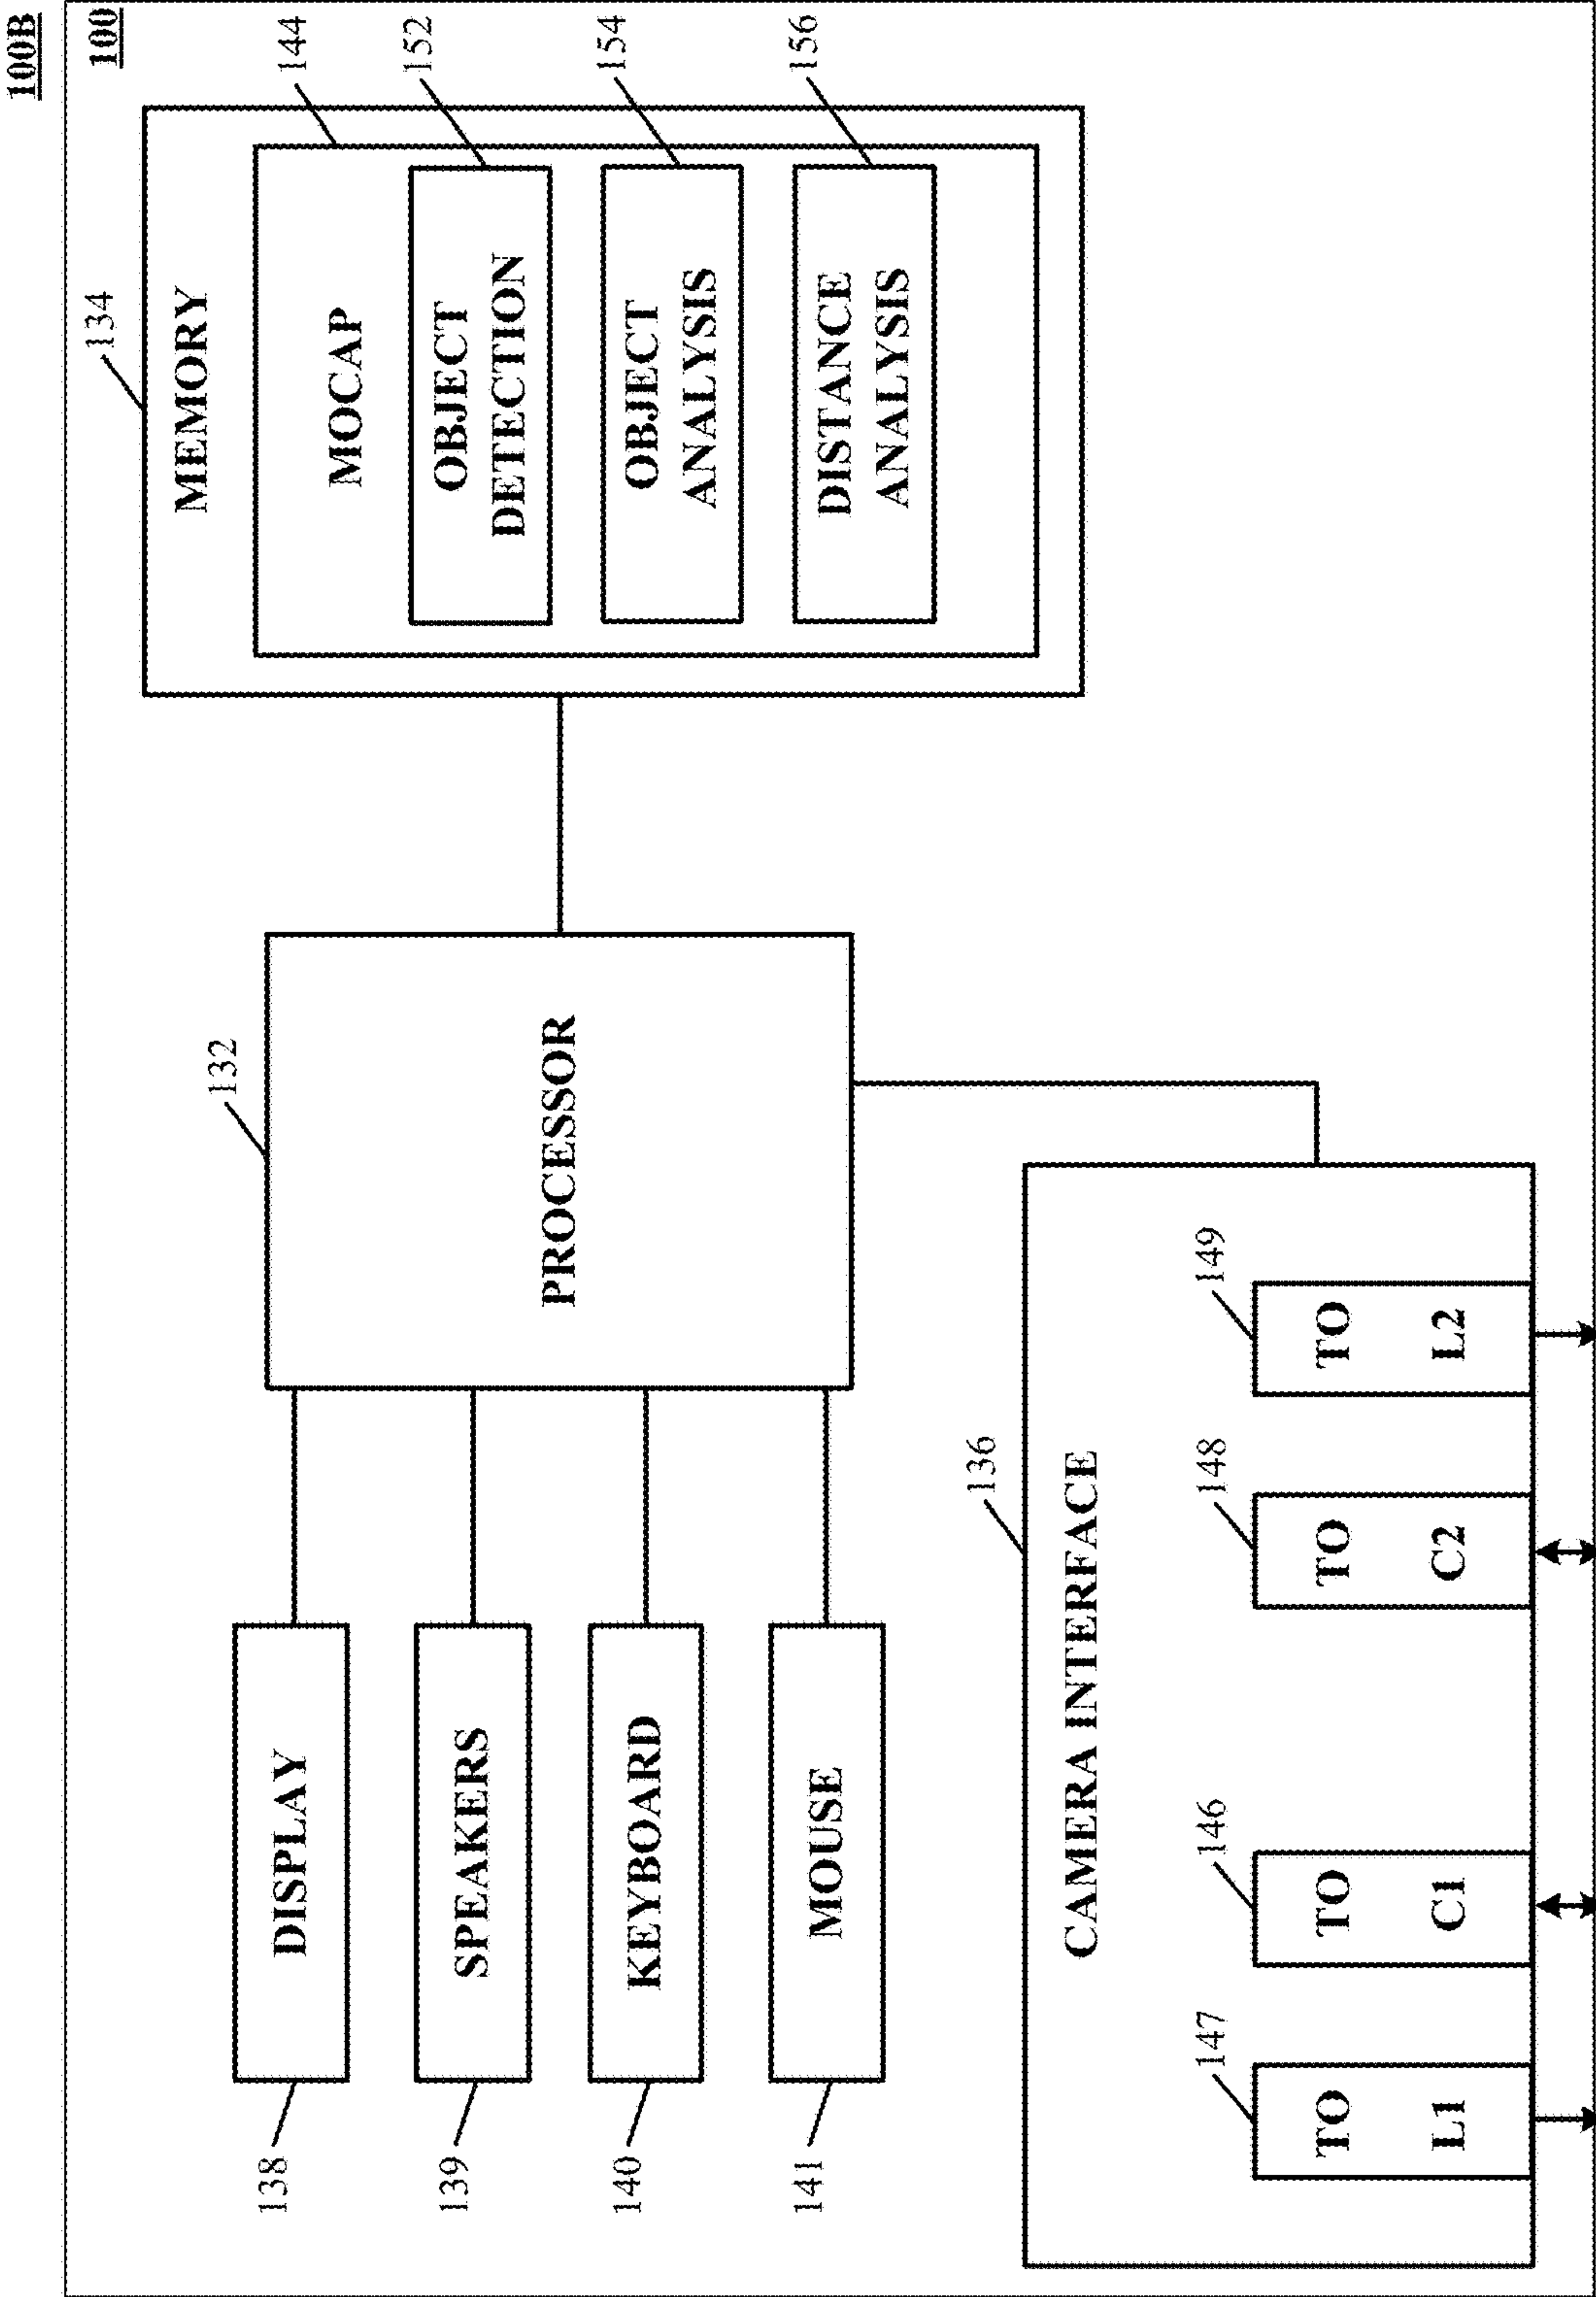 100B
100
134
MEMORY
144
MOCAP
152
OBJECT
DETECTION
154
OBJECT
ANALYSIS
156
DISTANCE
ANALYSIS
132
PROCESSOR
138
DISPLAY
139
SPEAKERS
140
KEYBOARD
141
MOUSE
136
CAMERA INTERFACE
147
TO
L1
146
TO
C1
148
TO
C2
149
TO
L2